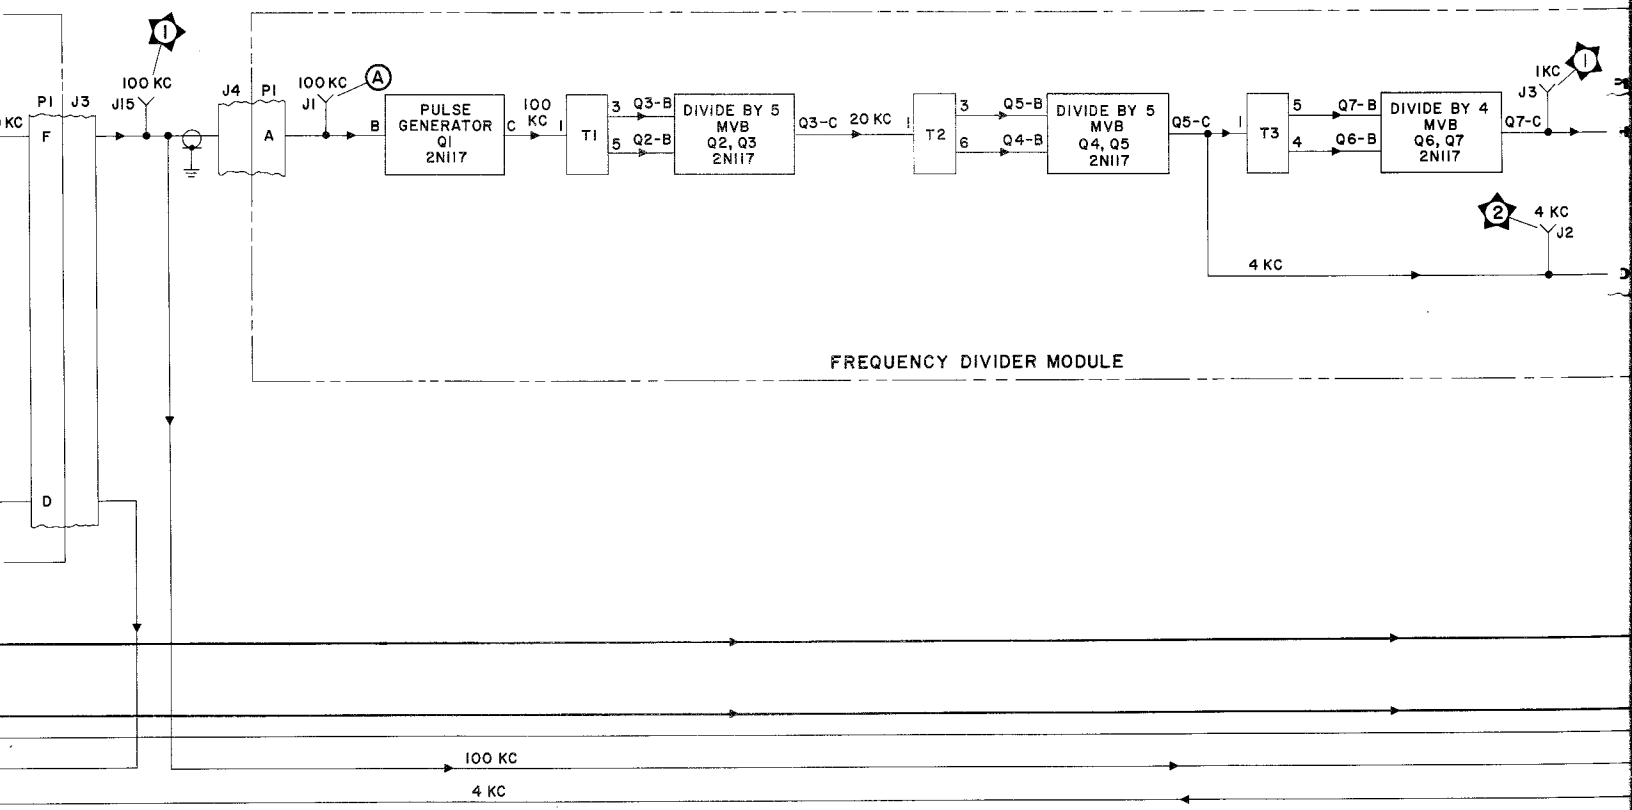 1
100 KC
J15
P1 J3
KC
F
D
J4 P1
A
100 KC
J1
A
B
PULSE
GENERATOR
Q1
2N117
C
100
KC
1
T1
3
Q3-B
5
Q2-B
DIVIDE BY 5
MVB
Q2, Q3
2N117
Q3-C
20 KC
1
T2
3
Q5-B
6
Q4-B
DIVIDE BY 5
MVB
Q4, Q5
2N117
Q5-C
1
T3
5
Q7-B
4
Q6-B
DIVIDE BY 4
MVB
Q6, Q7
2N117
Q7-C
1KC
J3
1
2
4 KC
J2
4 KC
FREQUENCY DIVIDER MODULE
100 KC
4 KC